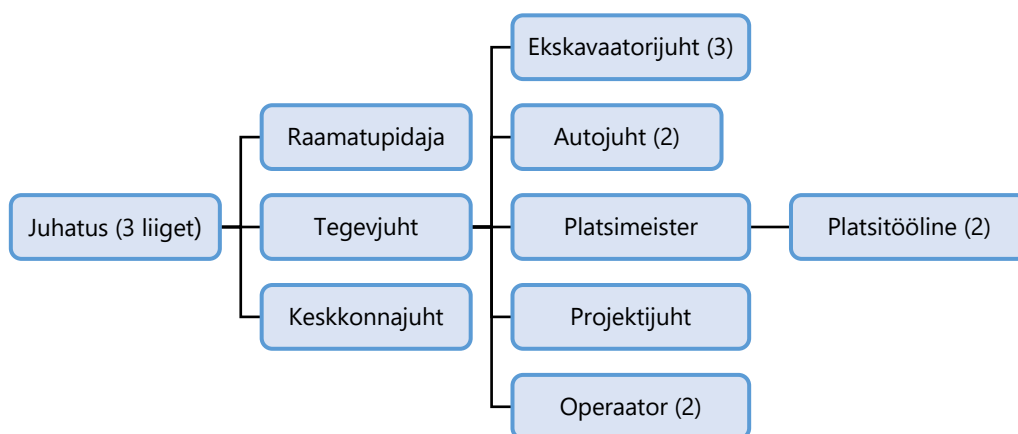 Juhatus (3 liiget)
Raamatupidaja
Tegevjuht
Keskkonnajuht
Ekskavaatorijuht (3)
Autojuht (2)
Platsimeister
Projektijuht
Operaator (2)
Platsitööline (2)